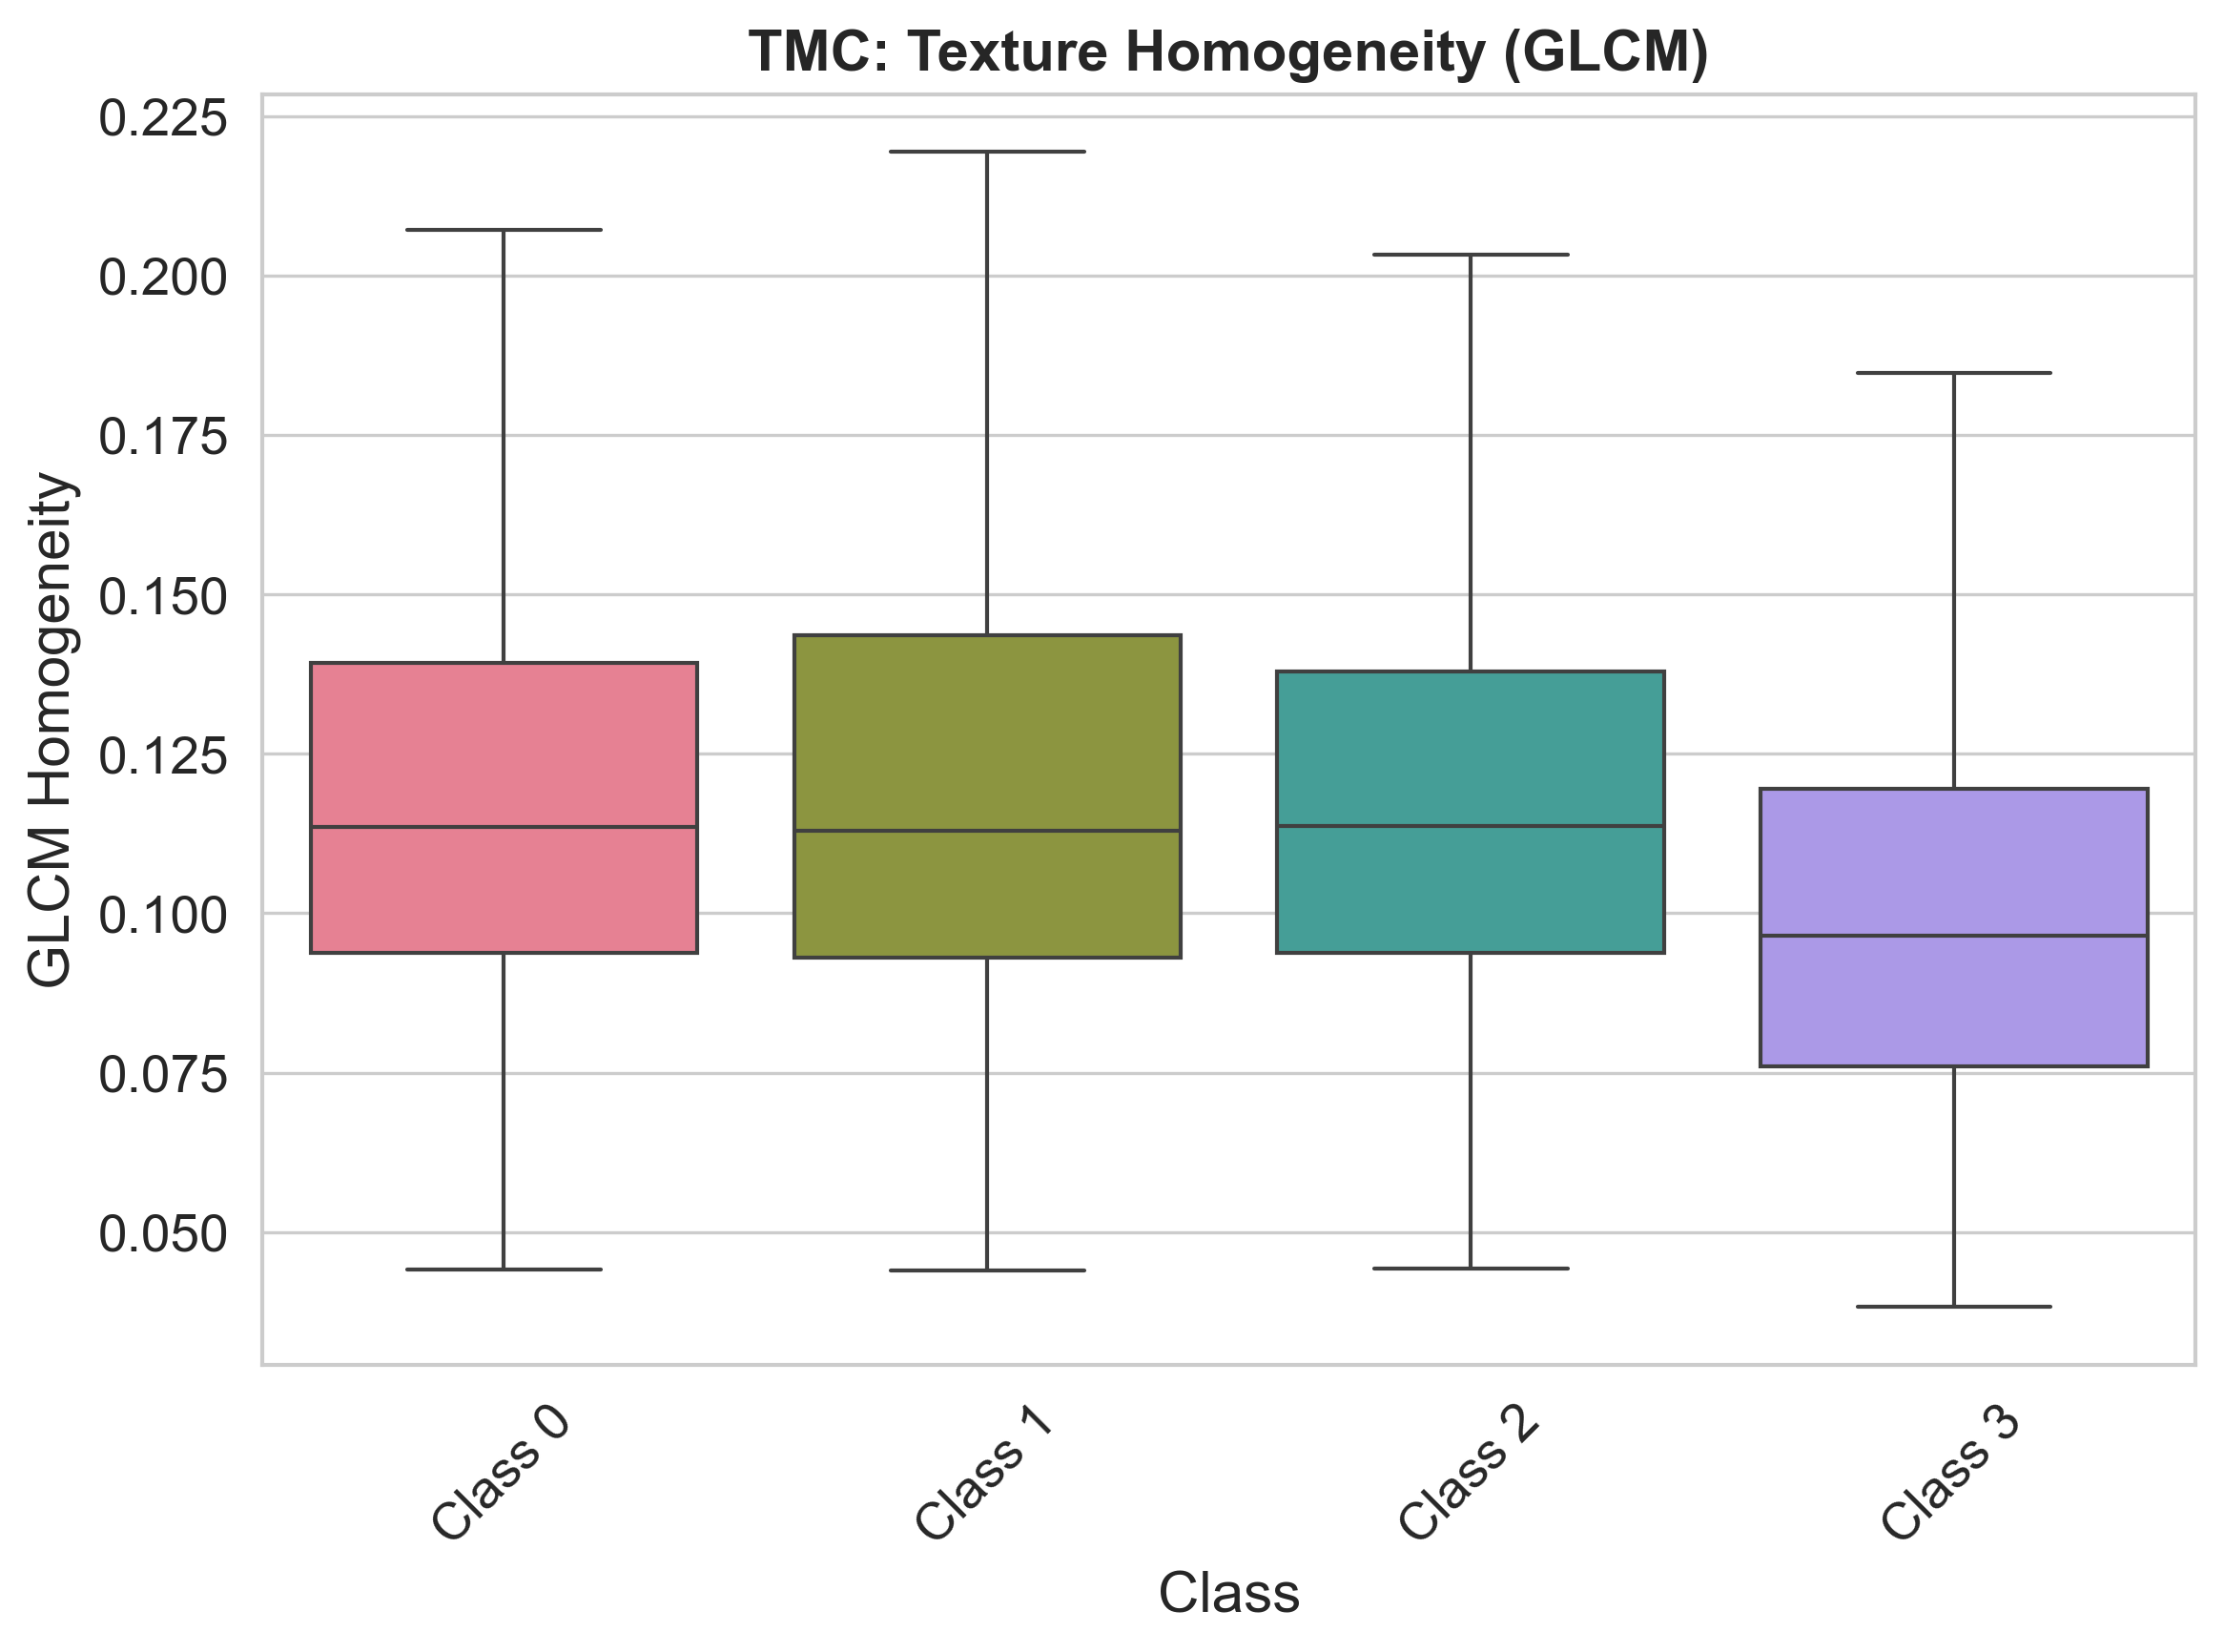 TMC: Texture Homogeneity (GLCM)
GLCM Homogeneity
0.225
0.200
0.175
0.150
0.125
0.100
0.075
0.050
Class 0
Class 1
Class 2
Class 3
Class